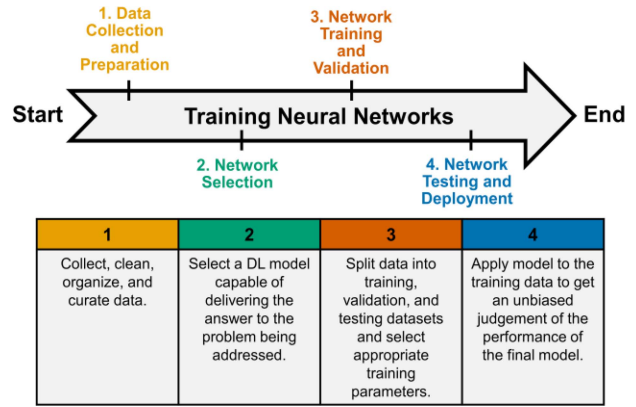 1. Data
Collection
and
Preparation
3. Network
Training
and
Validation
Start
Training Neural Networks
End
2. Network
Selection
4. Network
Testing and
Deployment
1
2
3
4
Collect, clean,
organize, and
curate data.
Select a DL model
capable of
delivering the
answer to the
problem being
addressed.
Split data into
training,
validation, and
testing datasets
and select
appropriate
training
parameters.
Apply model to the
training data to get
an unbiased
judgement of the
performance of
the final model.